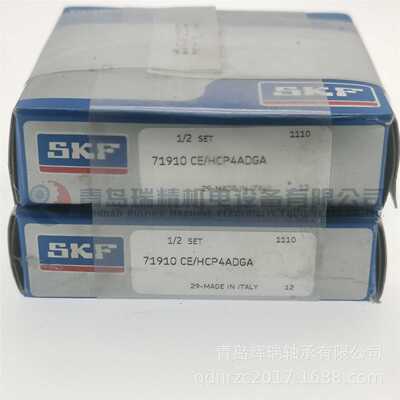 SKF
1/2 SET 1110
71910 CE/HCP4ADGA
青岛瑞精机电设备有限公司
SKF
1/2 SET 1110
71910 CE/HCP4ADGA
29-MADE IN ITALY 12
青岛辉瑞轴承有限公司
qdhrzc2017.1688.com